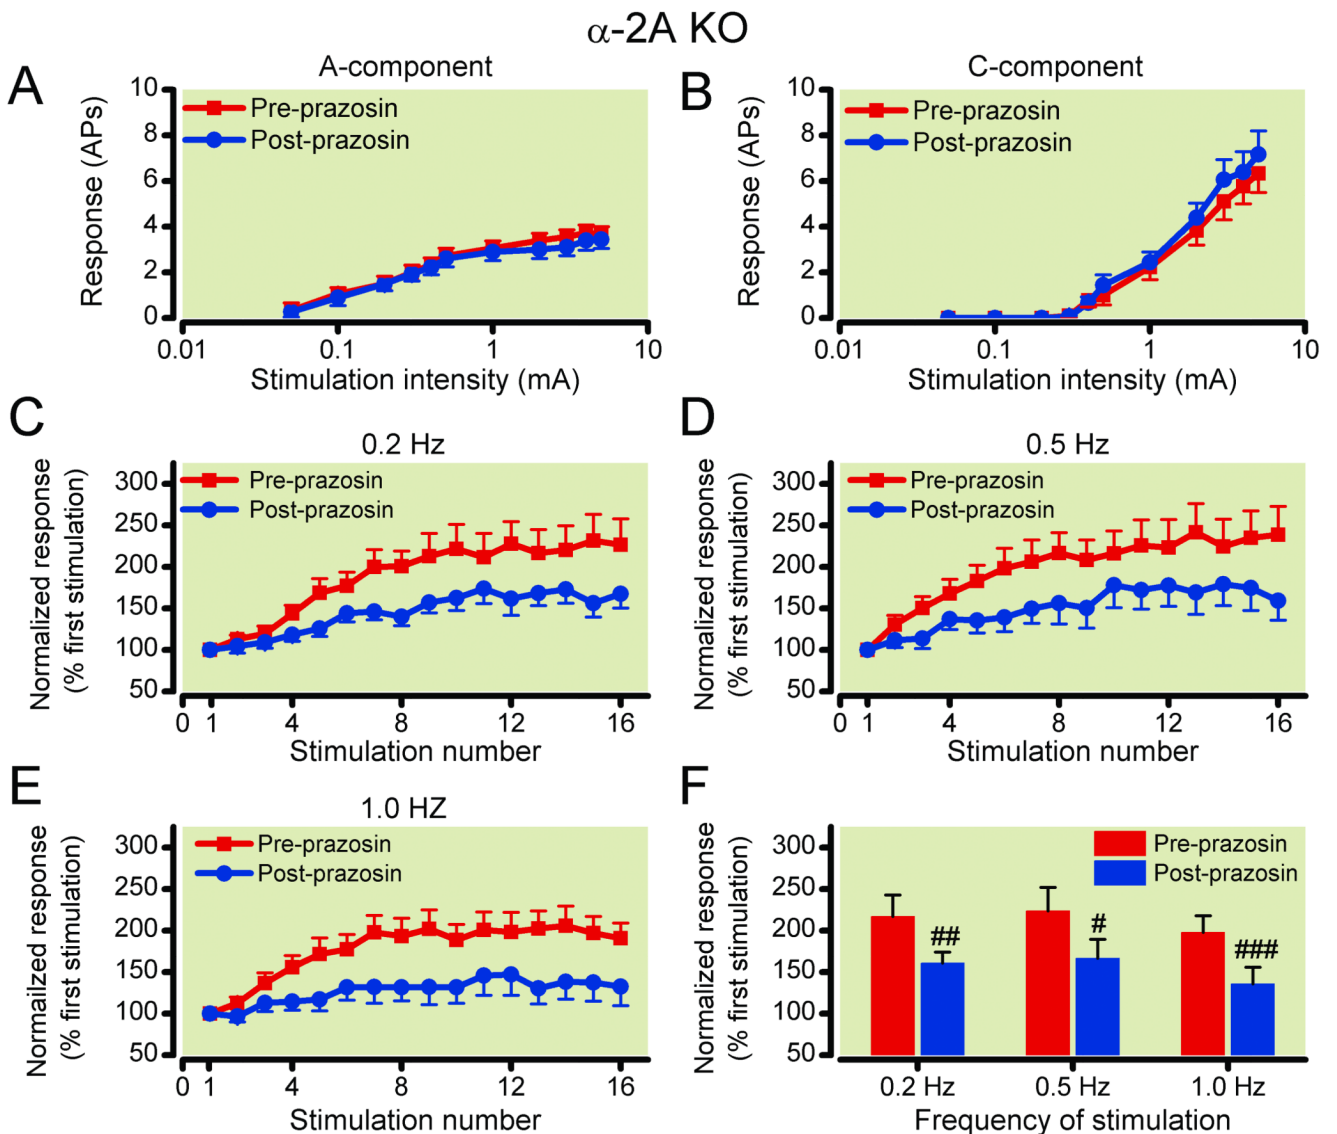 α-2A KO
A
A-component
Response (APs)
10
8
6
4
2
0
Pre-prazosin
Post-prazosin
0.01
0.1
1
10
Stimulation intensity (mA)
B
C-component
Response (APs)
10
8
6
4
2
0
Pre-prazosin
Post-prazosin
0.01
0.1
1
10
Stimulation intensity (mA)
C
0.2 Hz
Normalized response
(% first stimulation)
300
250
200
150
100
50
Pre-prazosin
Post-prazosin
0
1
4
8
12
16
Stimulation number
D
0.5 Hz
Normalized response
(% first stimulation)
300
250
200
150
100
50
Pre-prazosin
Post-prazosin
0
1
4
8
12
16
Stimulation number
E
1.0 HZ
Normailzed response
(% first stimulation)
300
250
200
150
100
50
Pre-prazosin
Post-prazosin
0
1
4
8
12
16
Stimulation number
F
Normalized response
(% first stimulation)
300
250
200
150
100
50
Pre-prazosin
Post-prazosin
##
#
###
0.2 Hz
0.5 Hz
1.0 Hz
Frequency of stimulation